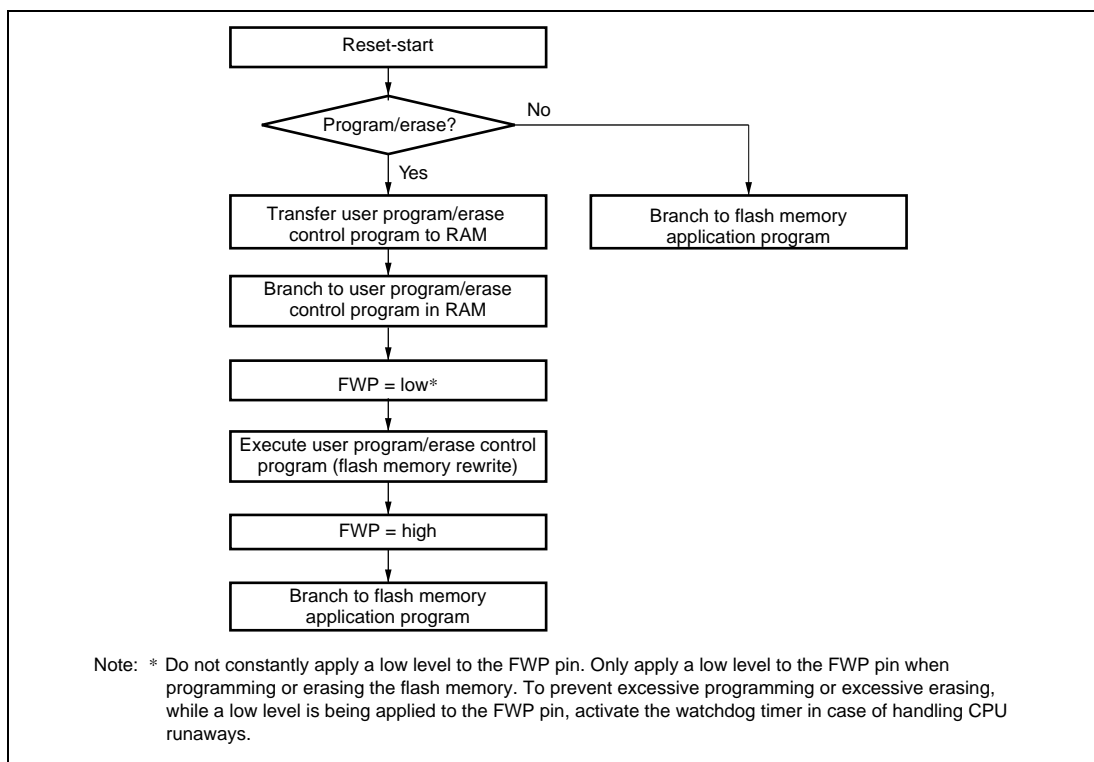 Reset-start
Program/erase?
No
Yes
Transfer user program/erase
control program to RAM
Branch to flash memory
application program
Branch to user program/erase
control program in RAM
FWP = low*
Execute user program/erase control
program (flash memory rewrite)
FWP = high
Branch to flash memory
application program
Note: * Do not constantly apply a low level to the FWP pin. Only apply a low level to the FWP pin when
programming or erasing the flash memory. To prevent excessive programming or excessive erasing,
while a low level is being applied to the FWP pin, activate the watchdog timer in case of handling CPU
runaways.